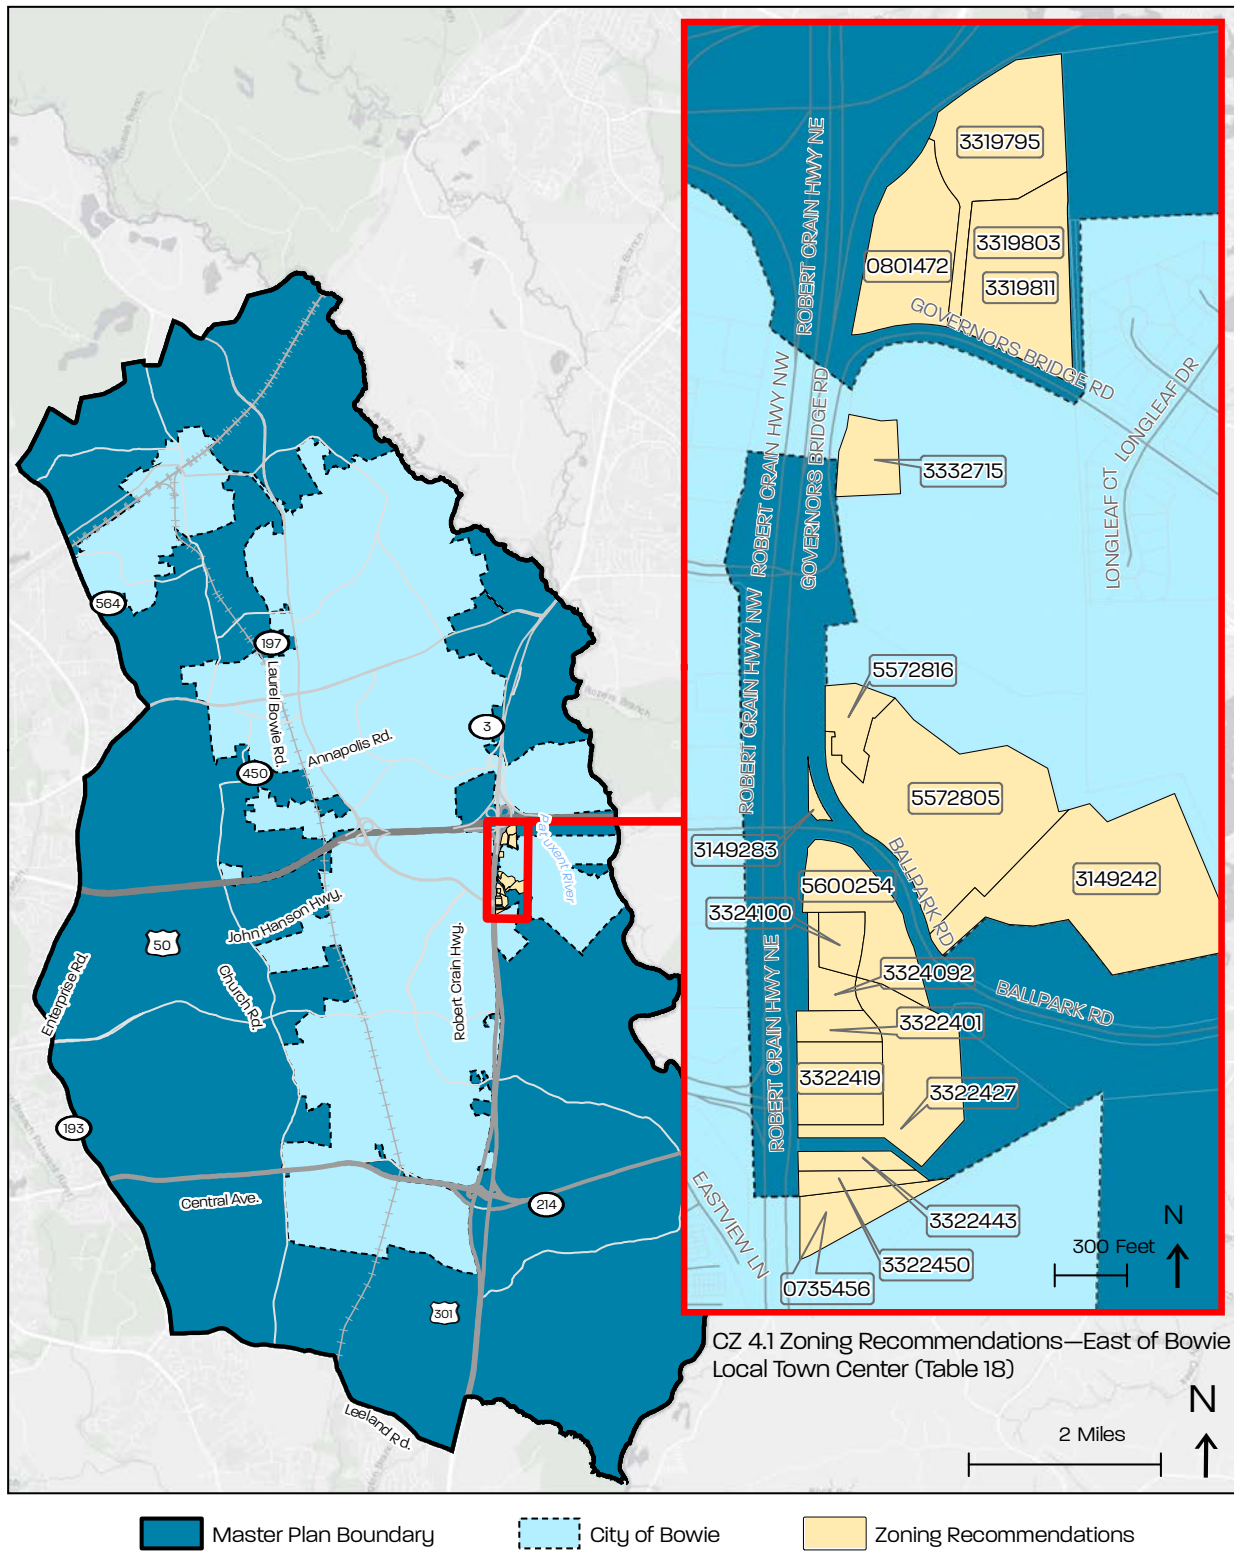 564
197
Laurel Bowie Rd.
3
Annapolis Rd.
450
Patuxent River
John Hanson Hwy.
50
Church Rd.
Enterprise Rd.
Robert Crain Hwy.
193
Central Ave.
214
301
Leeland Rd.
ROBERT CRAIN HWY NE
3319795
3319803
0801472
3319811
GOVERNORS BRIDGE RD
LONGLEAF DR
ROBERT CRAIN HWY NW
GOVERNORS BRIDGE RD
3332715
LONGLEAF CT
ROBERT CRAIN HWY NW
5572816
5572805
3149283
BALLPARK RD
3149242
5600254
3324100
3324092
BALLPARK RD
ROBERT CRAIN HWY NE
3322401
3322419
3322427
EASTVIEW LN
3322443
3322450
0735456
N
300 Feet
CZ 4.1 Zoning Recommendations—East of Bowie
Local Town Center (Table 18)
N
2 Miles
Master Plan Boundary
City of Bowie
Zoning Recommendations